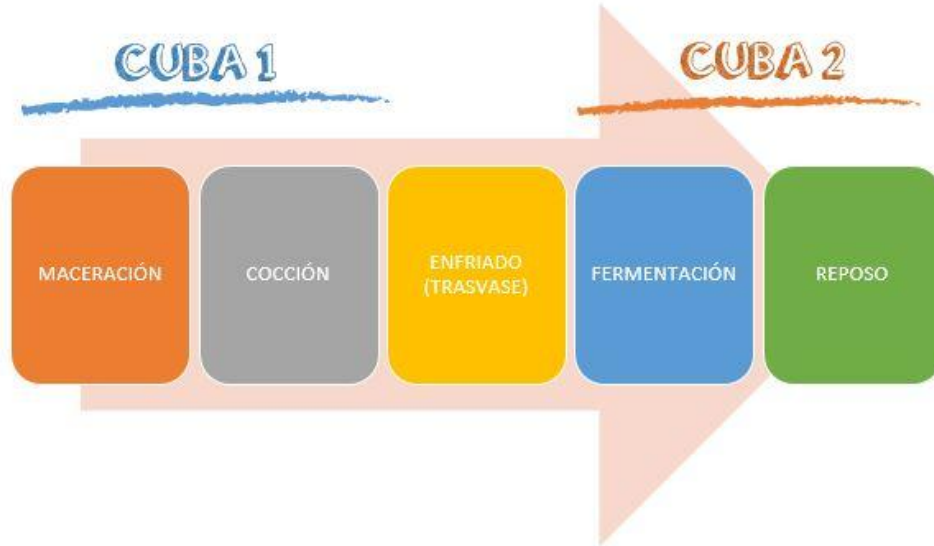 CUBA 1
CUBA 2
MACERACIÓN
COCCIÓN
ENFRIADO
(TRASVASE)
FERMENTACIÓN
REPOSO